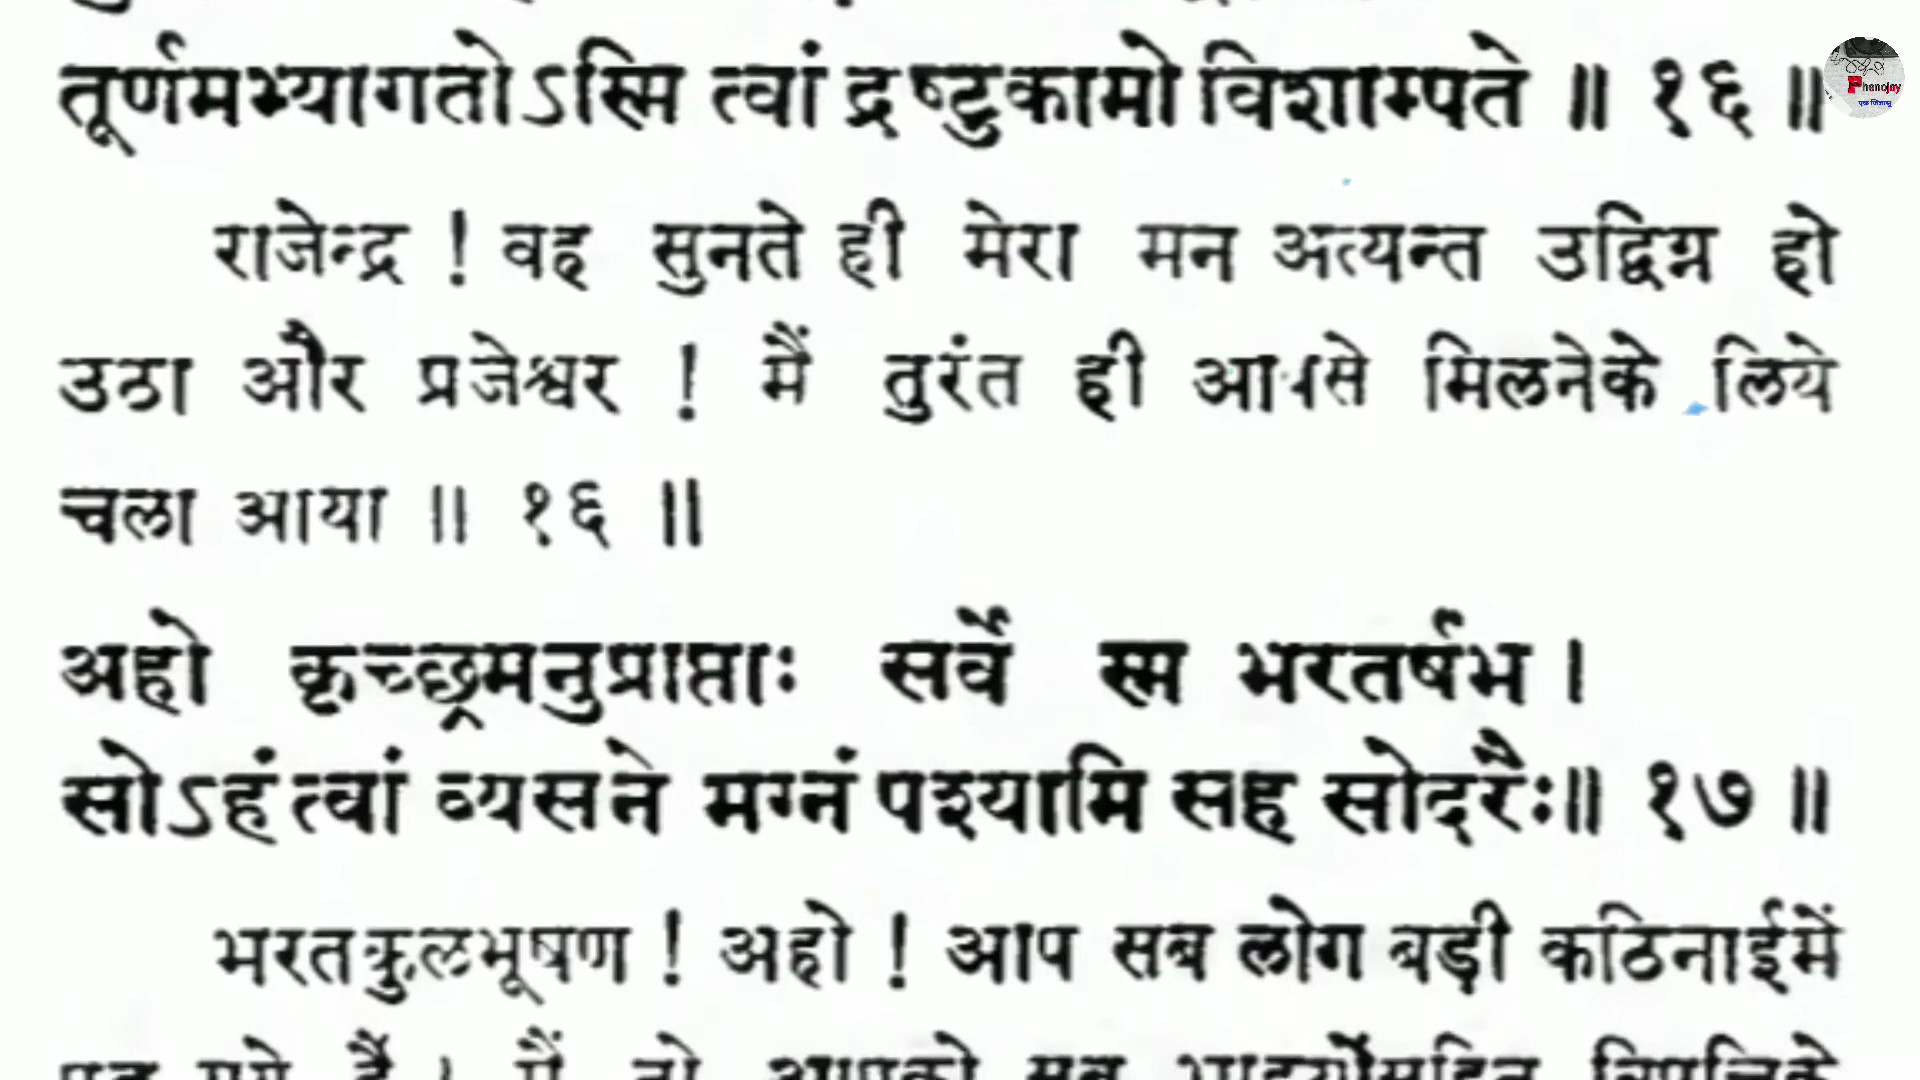 तूर्णमभ्यागतोऽस्मि त्वां द्रष्टुकामो विशाम्पते ॥ १६ ॥
Phenojay
एक जिज्ञासु
राजेन्द्र ! वह सुनते ही मेरा मन अत्यन्त उद्विग्न हो
उठा और प्रजेश्वर ! मैं तुरंत ही आपसे मिलनेके लिये
चला आया ॥ १६ ॥
अहो कृच्छ्रमनुप्राप्ताः सर्वे स्म भरतर्षभ ।
सोऽहं त्वां व्यसने मग्नं पश्यामि सह सोदरैः॥ १७ ॥
भरतकुलभूषण ! अहो ! आप सब लोग बड़ी कठिनाईमें